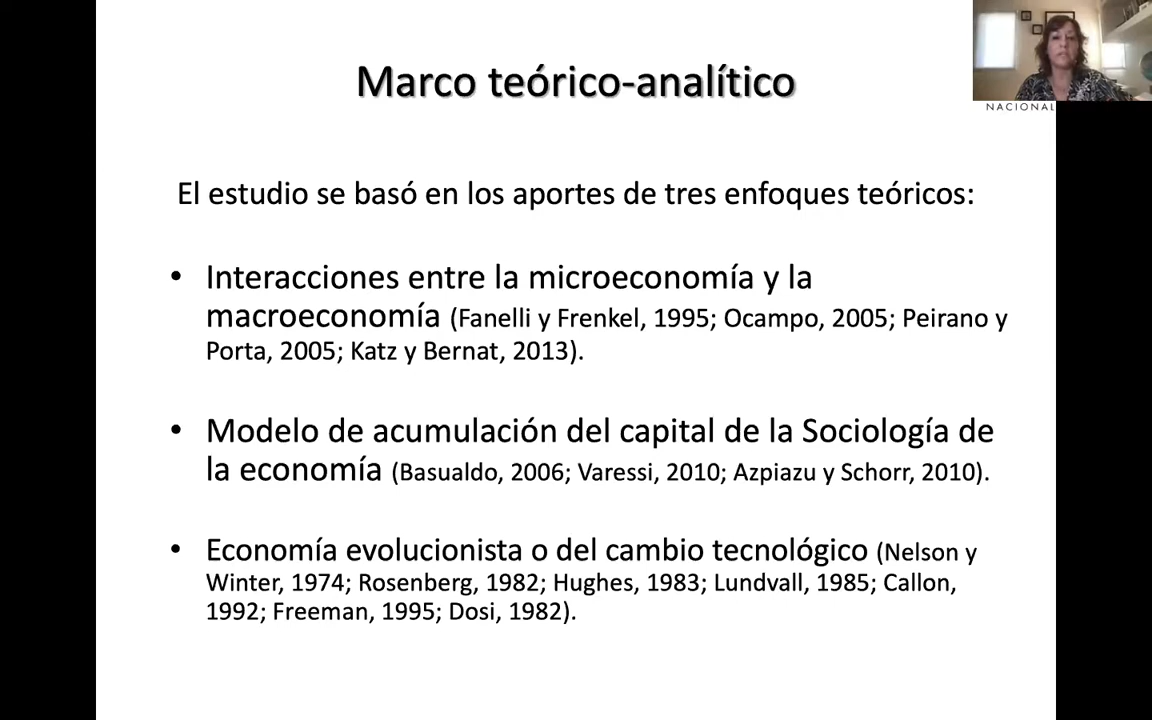 Marco teórico-analítico
NACIONAL
El estudio se basó en los aportes de tres enfoques teóricos:
• Interacciones entre la microeconomía y la
macroeconomía (Fanelli y Frenkel, 1995; Ocampo, 2005; Peirano y
Porta, 2005; Katz y Bernat, 2013).
• Modelo de acumulación del capital de la Sociología de
la economía (Basualdo, 2006; Varessi, 2010; Azpiazu y Schorr, 2010).
• Economía evolucionista o del cambio tecnológico (Nelson y
Winter, 1974; Rosenberg, 1982; Hughes, 1983; Lundvall, 1985; Callon,
1992; Freeman, 1995; Dosi, 1982).